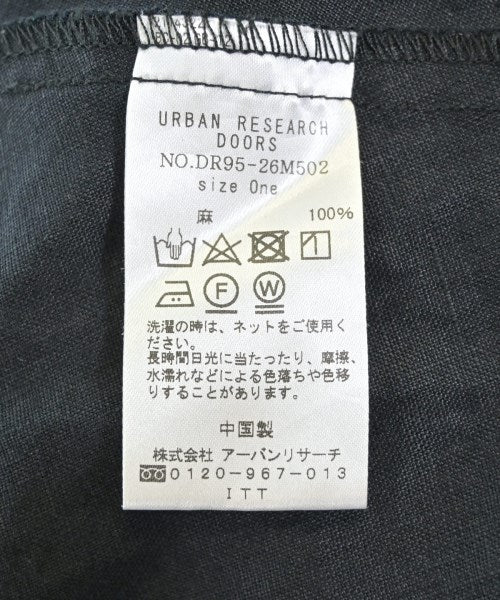 URBAN RESEARCH
DOORS
NO.DR95-26M502
size One
麻 100%
F W
洗濯の時は、ネットをご使用く
ださい。
長時間日光に当たったり、摩擦、
水濡れなどによる色落ちや色移
りすることがあります。
中国製
株式会社 アーバンリサーチ
0120-967-013
ITT